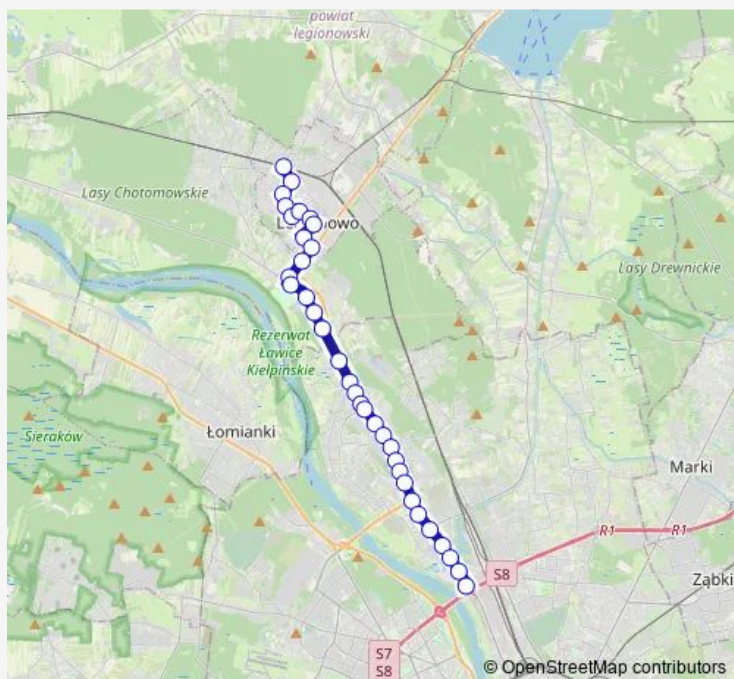 powiat
legionowski
Lasy Chotomowskie
Lasy Drewnickie
Rezerwat
Ławice
Kiełpińskie
Łomianki
Sieraków
Marki
R1
R1
S8
Ząbki
S7
S8
© OpenStreetMap contributors